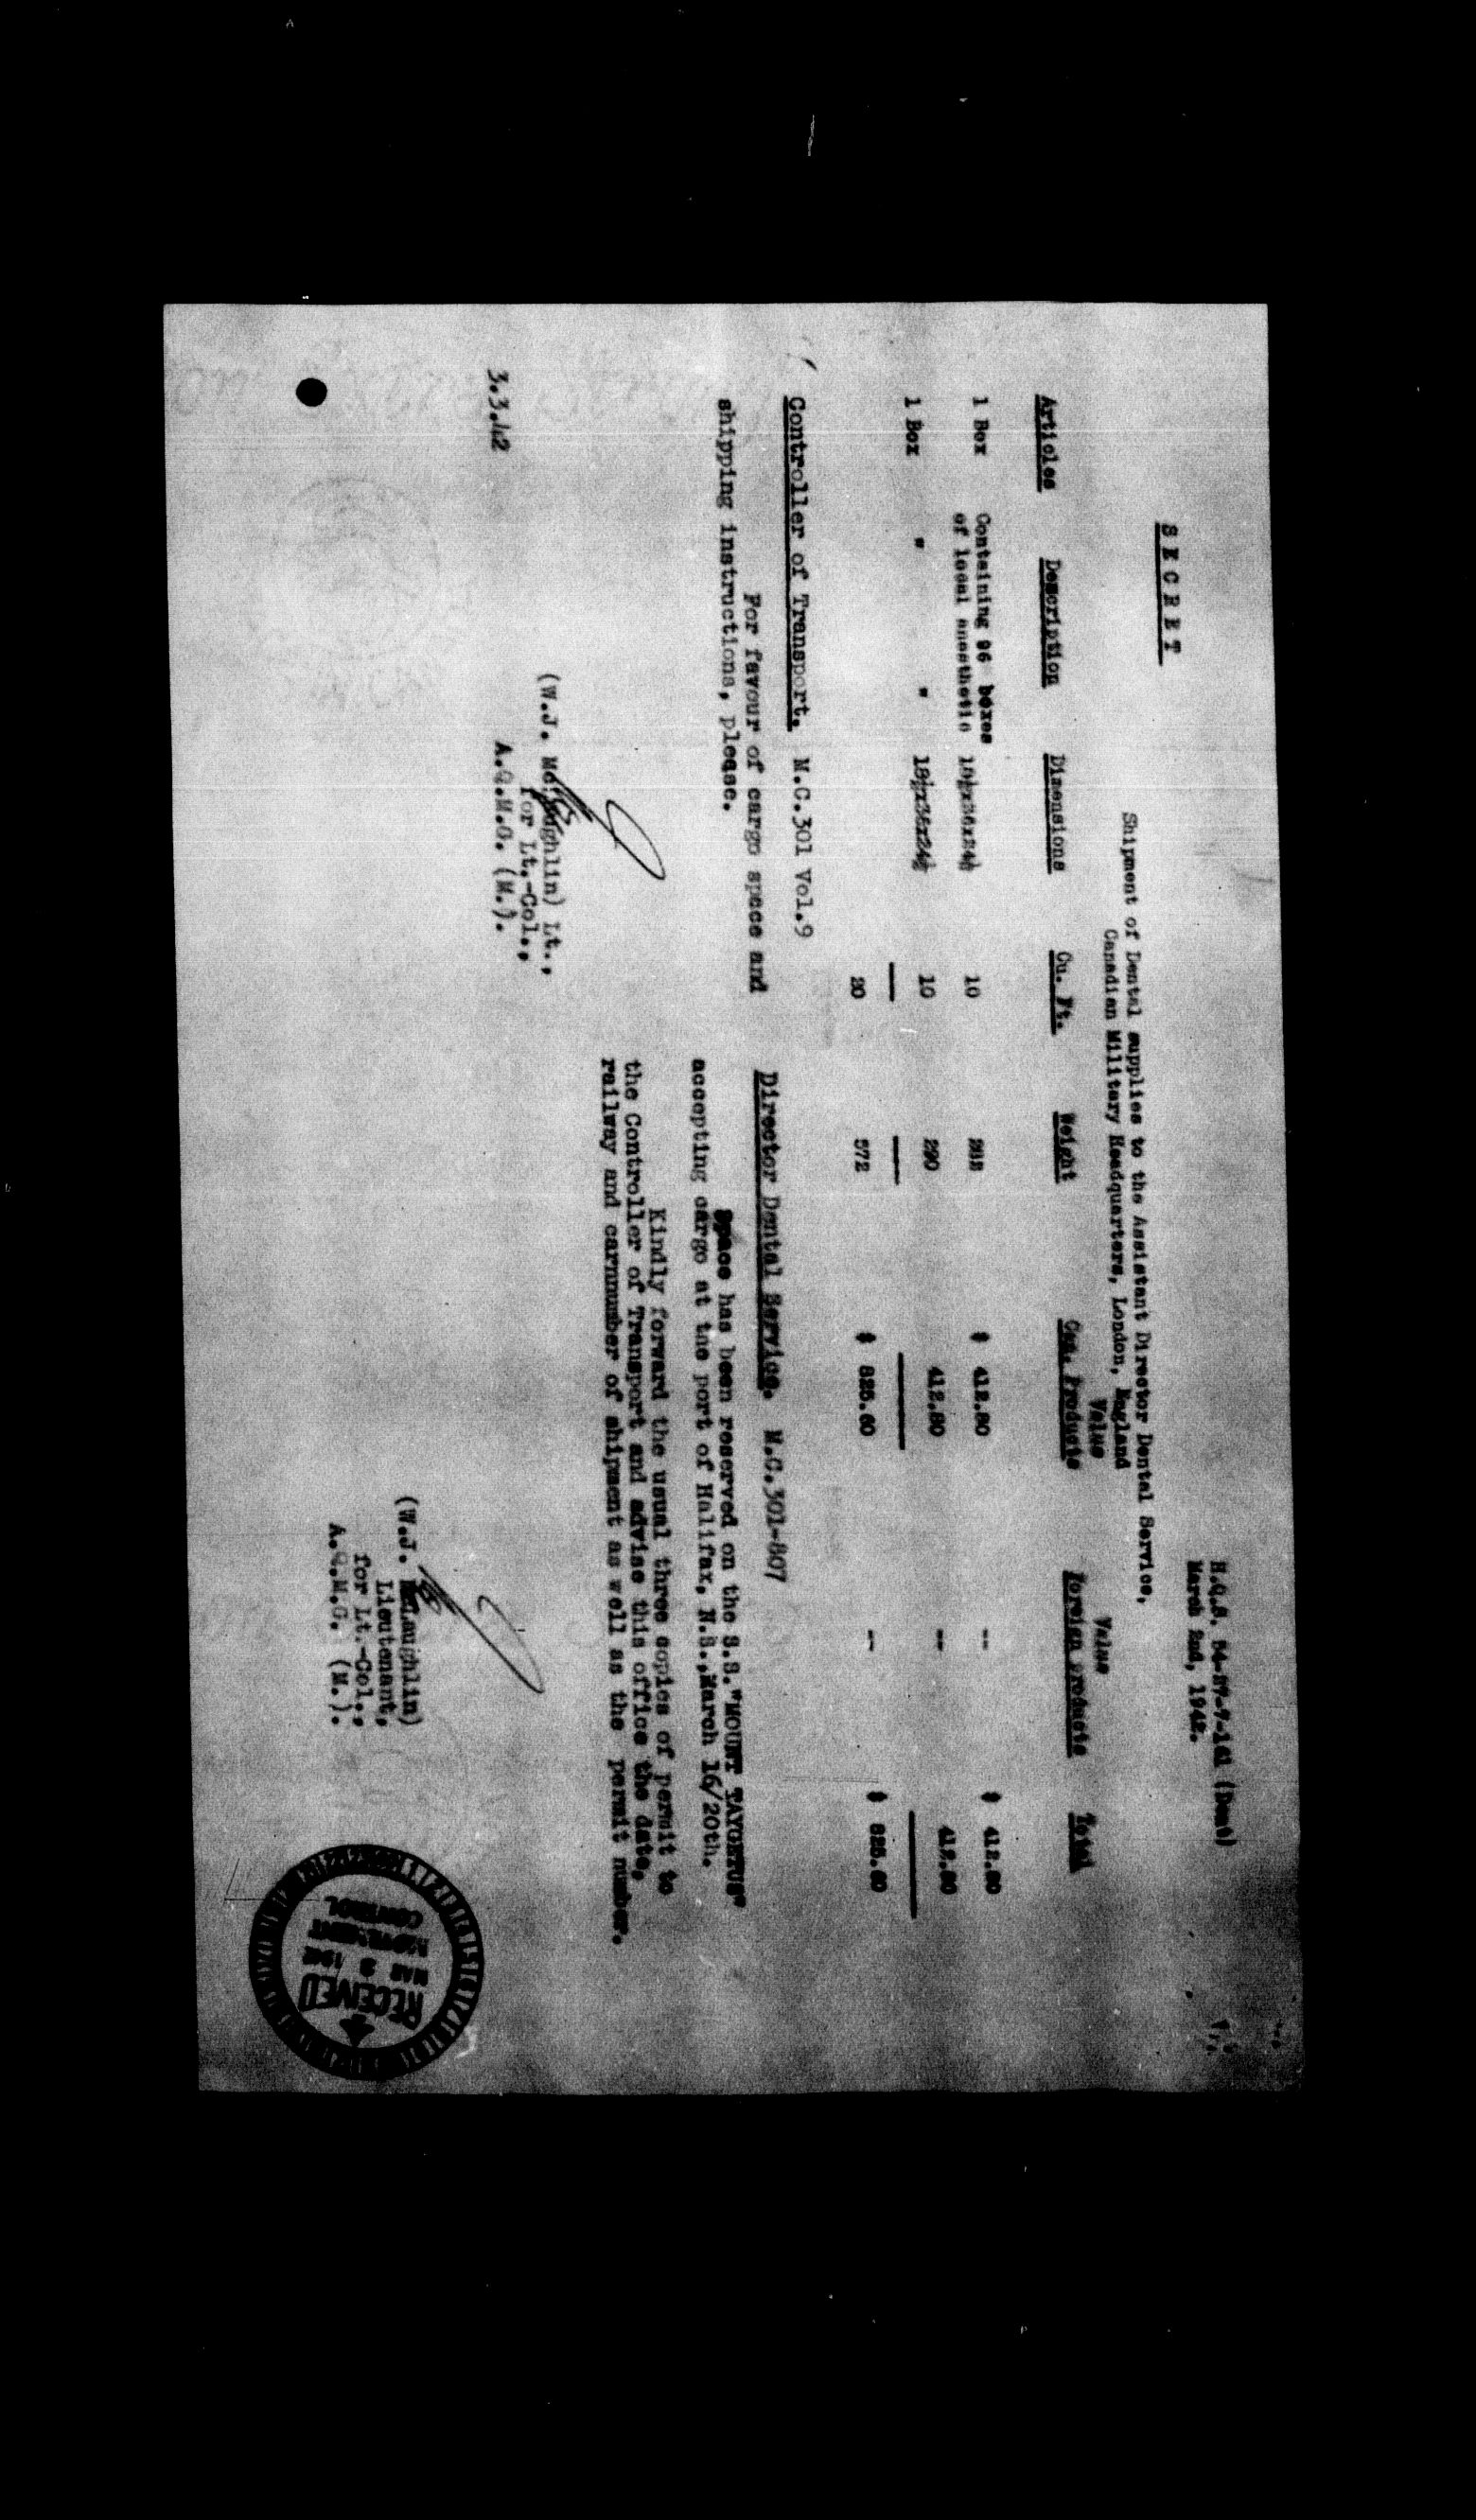 SECRET
March 2nd, 1942.
Shipment of Dental supplies to the Assistant Director Dental Service,
Canadian Military Headquarters, London, England
Articles Description Dimensions Cu. Ft. Weight Value Can. Products Value Foreign products Total
1 Box Containing 96 boxes of local anesthetic 10 $ 412.80 -- $ 412.80
1 Box " " 10 290 412.80 -- 412.80
20 572 $ 825.60 -- $ 825.60
Controller of Transport. M.C.301 Vol.9
For favour of cargo space and
shipping instructions, please.
(W.J. McLaughlin) Lt.,
for Lt.-Col.,
A.Q.M.G. (M.).
3.3.42
Director Dental Service. M.C.301-807
Space has been reserved on the S.S."MOUNT TAYGETUS"
accepting cargo at the port of Halifax, N.S.,March 16/20th.
Kindly forward the usual three copies of permit to
the Controller of Transport and advise this office the date,
railway and carnumber of shipment as well as the permit number.
(W.J. McLaughlin)
Lieutenant,
for Lt.-Col.,
A.Q.M.G. (M.).
RECEIVED
MAR 3
CONTROL